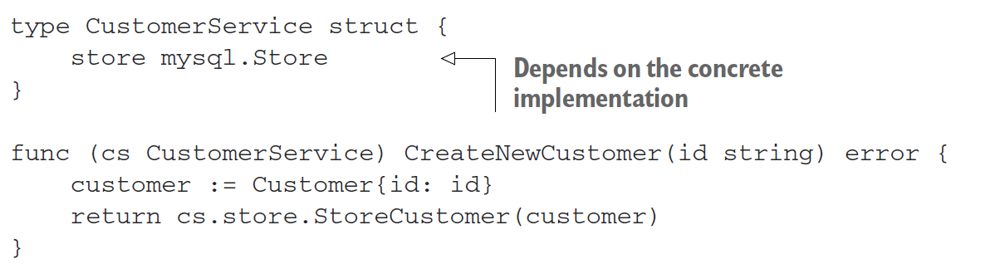 type CustomerService struct {
    store mysql.Store
Depends on the concrete
implementation
}
func (cs CustomerService) CreateNewCustomer(id string) error {
    customer := Customer{id: id}
    return cs.store.StoreCustomer(customer)
}